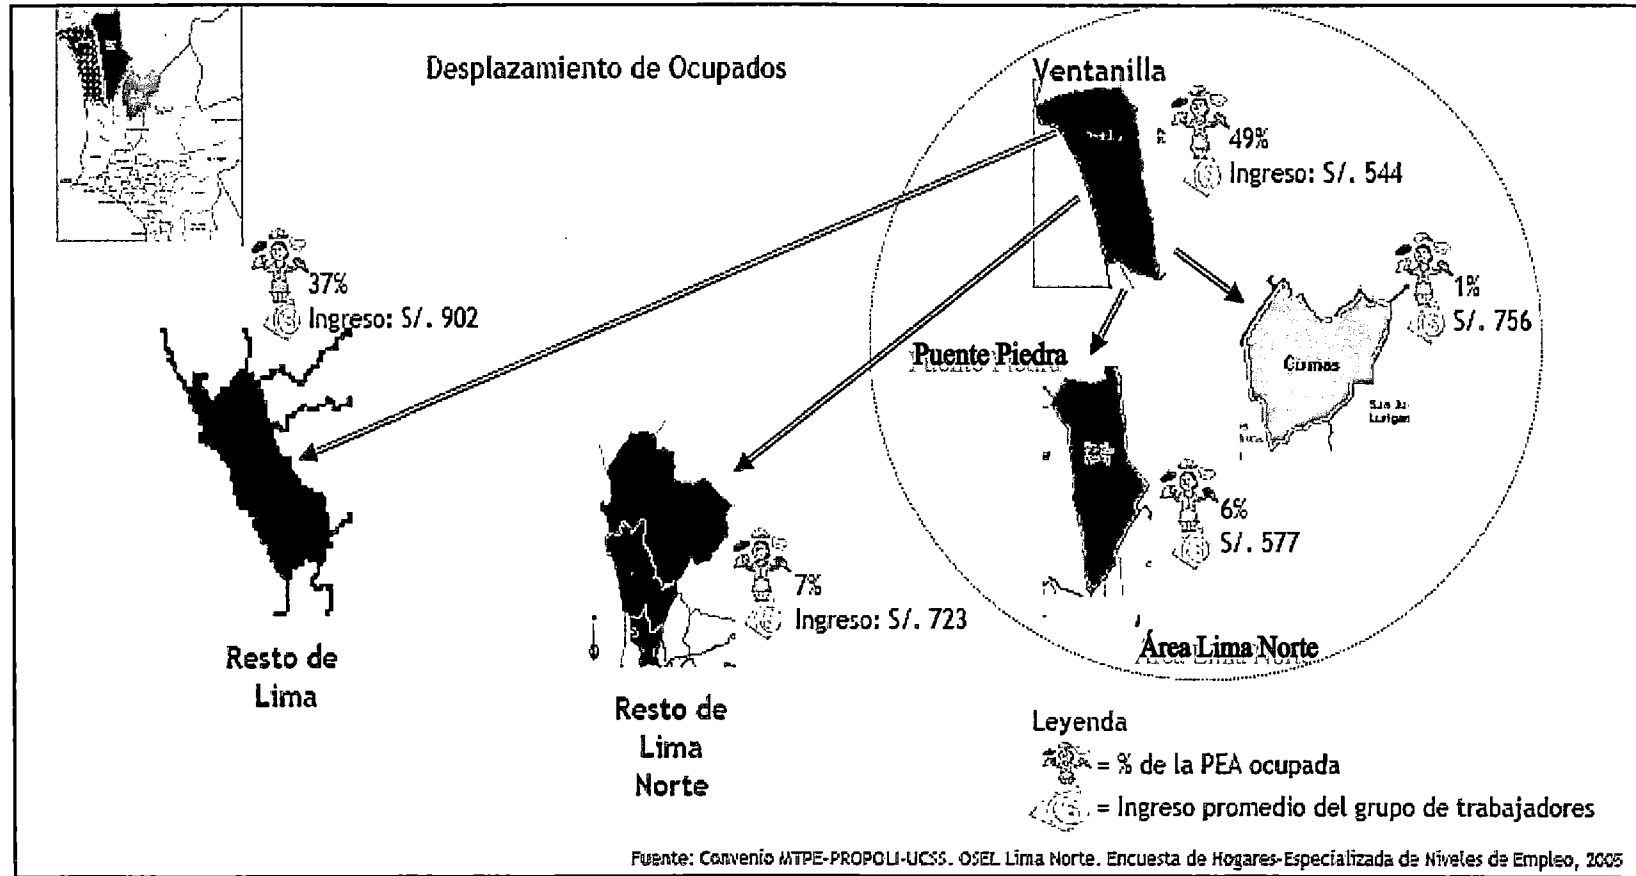 Desplazamiento de Ocupados
Ventanilla
49%
Ingreso: S/. 544
37%
Ingreso: S/. 902
1%
S/. 756
Puente Piedra
Comas
6%
S/. 577
7%
Ingreso: S/. 723
Área Lima Norte
Resto de
Lima
Resto de
Lima
Norte
Leyenda
= % de la PEA ocupada
= Ingreso promedio del grupo de trabajadores
Fuente: Convenio MTPE-PROPOLI-UCSS. OSEL Lima Norte. Encuesta de Hogares-Especializada de Niveles de Empleo, 2005